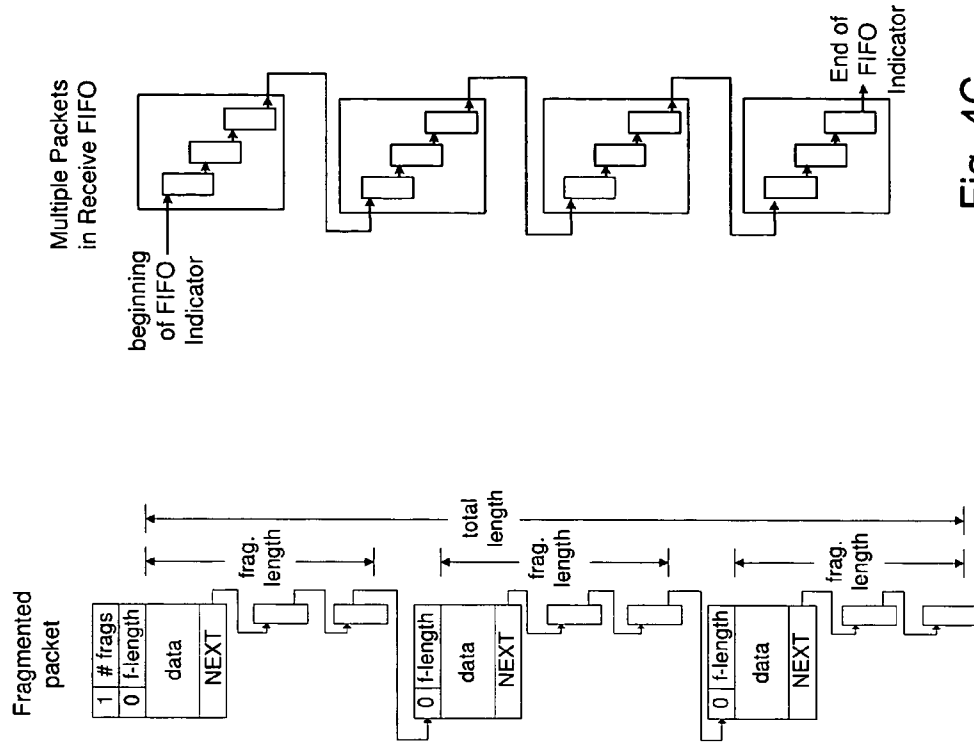 Fragmented
packet
1 # frags
0 f-length
data
NEXT
frag.
length
total
length
0 f-length
data
NEXT
frag.
length
0 f-length
data
NEXT
frag.
length
Multiple Packets
in Receive FIFO
beginning
of FIFO
Indicator
End of
FIFO
Indicator
Fig. 4C